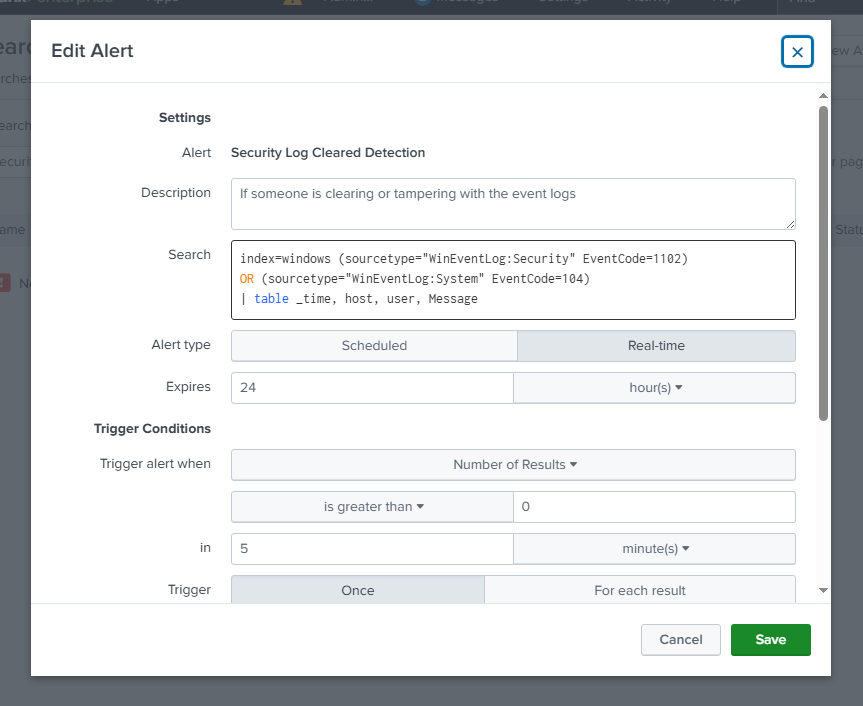 Edit Alert
Settings
Alert Security Log Cleared Detection
Description If someone is clearing or tampering with the event logs
Search index=windows (sourcetype="WinEventLog:Security" EventCode=1102)
OR (sourcetype="WinEventLog:System" EventCode=104)
| table _time, host, user, Message
Alert type Scheduled Real-time
Expires 24 hour(s)
Trigger Conditions
Trigger alert when Number of Results
is greater than 0
in 5 minute(s)
Trigger Once For each result
Cancel Save